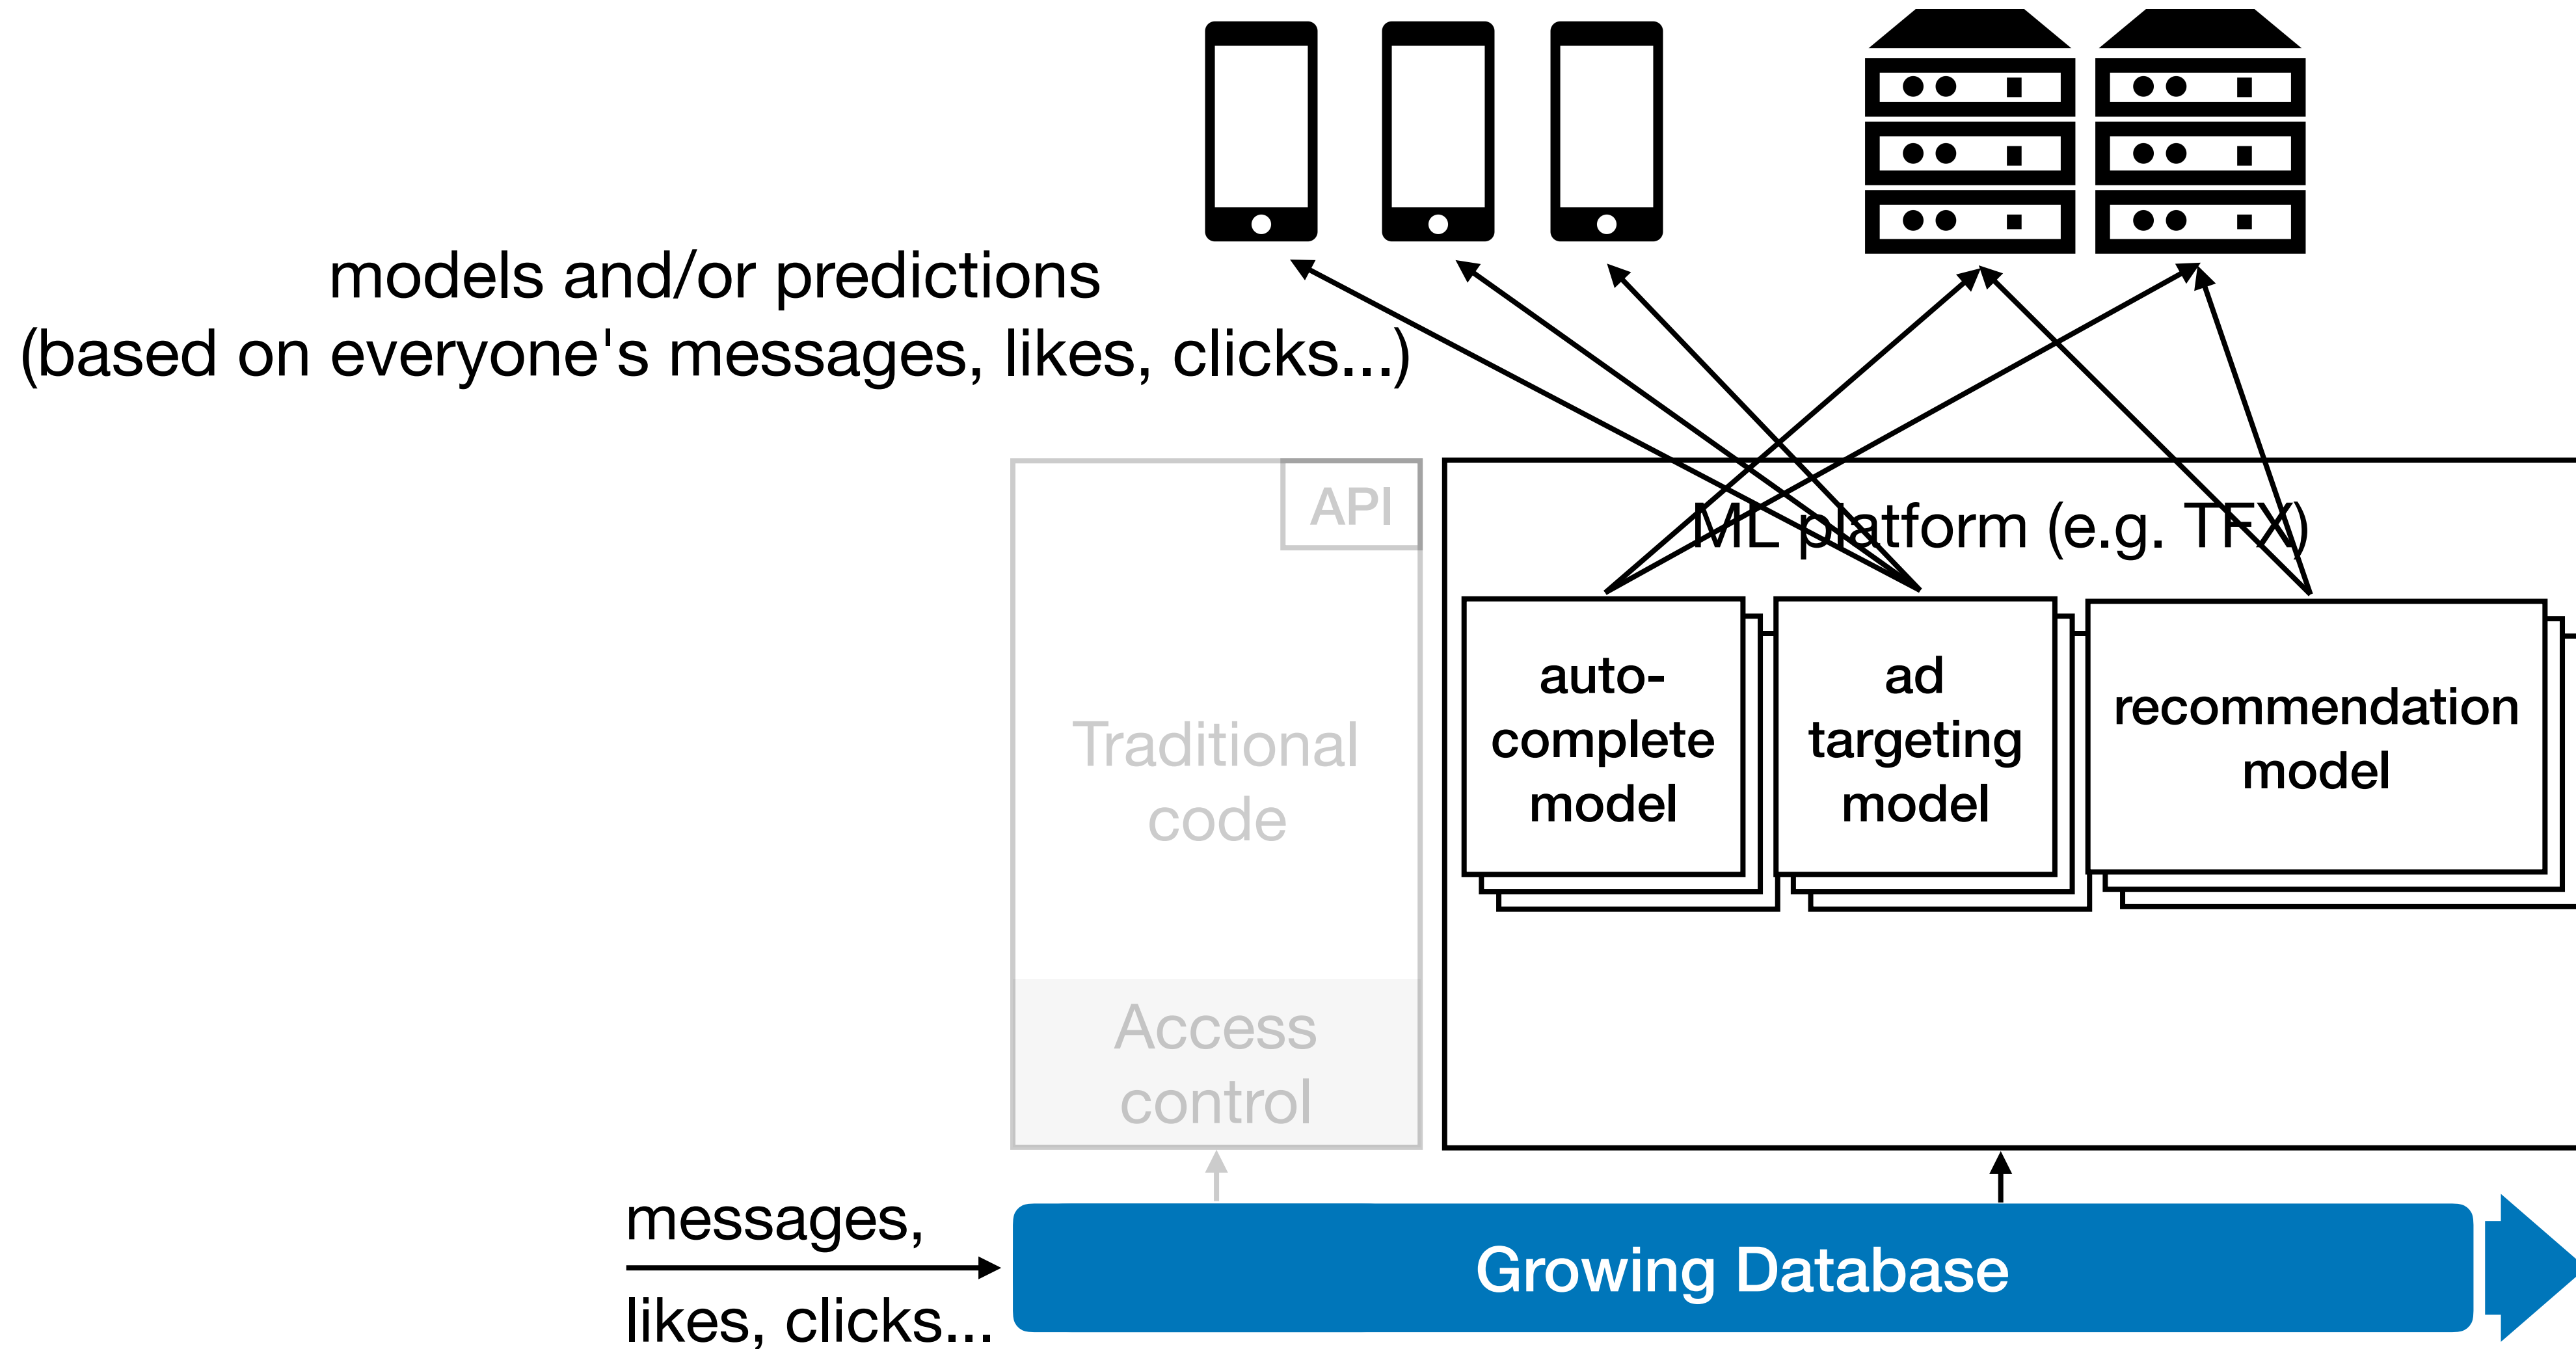 models and/or predictions
(based on everyone's messages, likes, clicks...)
API
ML platform (e.g. TFX)
Traditional
code
auto-
complete
model
ad
targeting
model
recommendation
model
Access
control
messages,
likes, clicks...
Growing Database